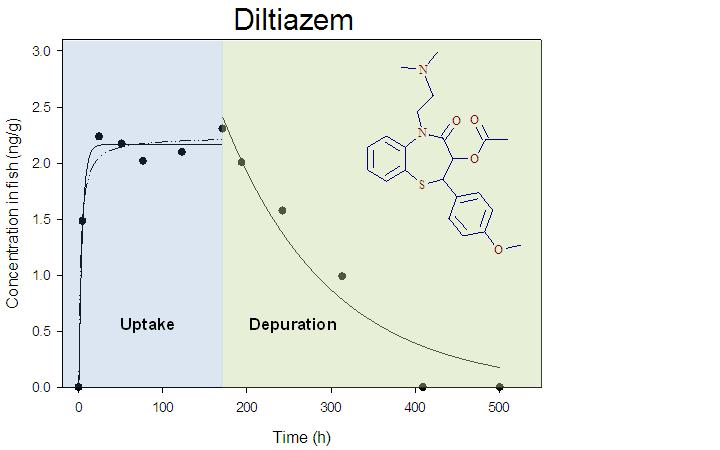 Diltiazem
3.0
2.5
2.0
1.5
1.0
0.5
0.0
Concentration in fish (ng/g)
Uptake
Depuration
N
N
O
O
O
S
O
0
100
200
300
400
500
Time (h)